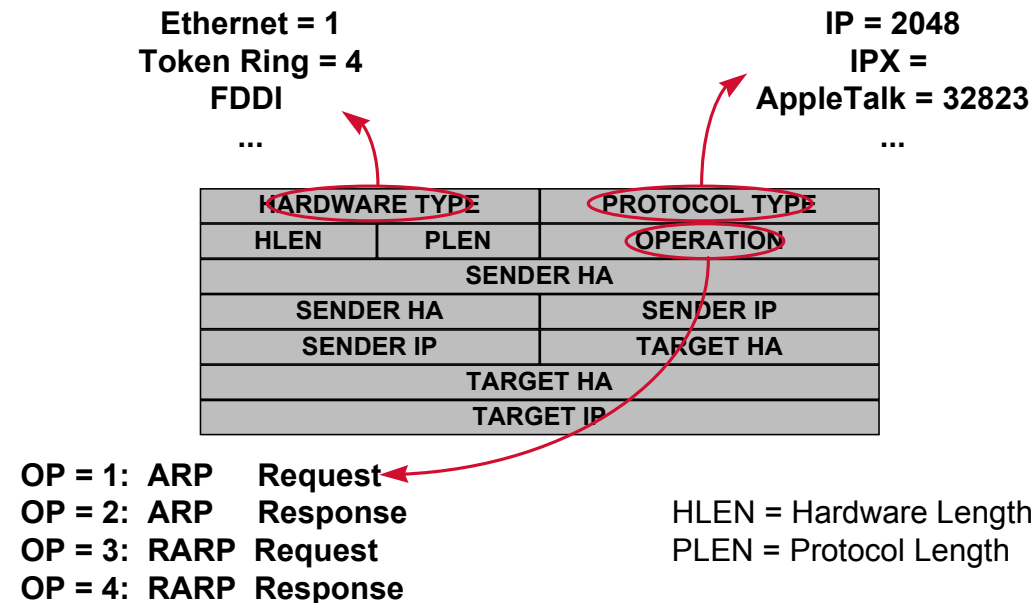 Ethernet = 1
Token Ring = 4
FDDI
...
IP = 2048
IPX =
AppleTalk = 32823
...
HARDWARE TYPE PROTOCOL TYPE
HLEN PLEN OPERATION
SENDER HA
SENDER HA SENDER IP
SENDER IP TARGET HA
TARGET HA
TARGET IP
OP = 1: ARP Request
OP = 2: ARP Response
OP = 3: RARP Request
OP = 4: RARP Response
HLEN = Hardware Length
PLEN = Protocol Length